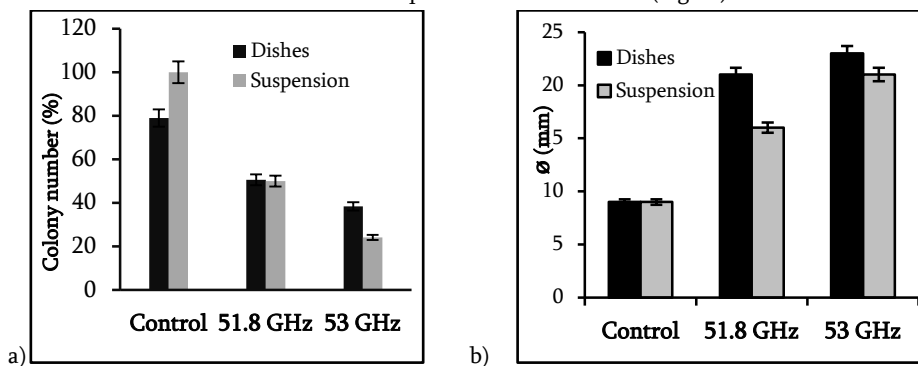 Dishes
Suspension
Colony number (%)
120
100
80
60
40
20
0
Control 51.8 GHz 53 GHz
a)
Dishes
Suspension
ø (mm)
25
20
15
10
5
0
Control 51.8 GHz 53 GHz
b)